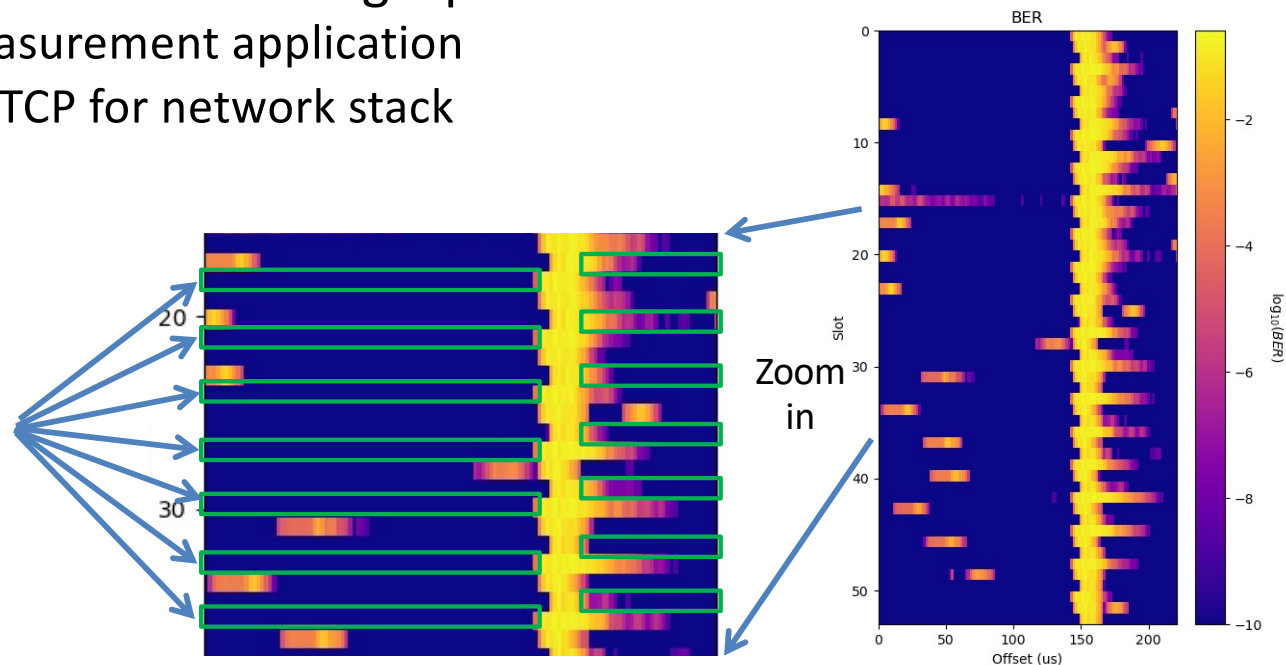 asurement application
TCP for network stack
20
30
Zoom
in
BER
0
10
20
30
40
50
Slot
0 50 100 150 200
Offset (us)
−2
−4
−6
−8
−10
log₁₀(BER)